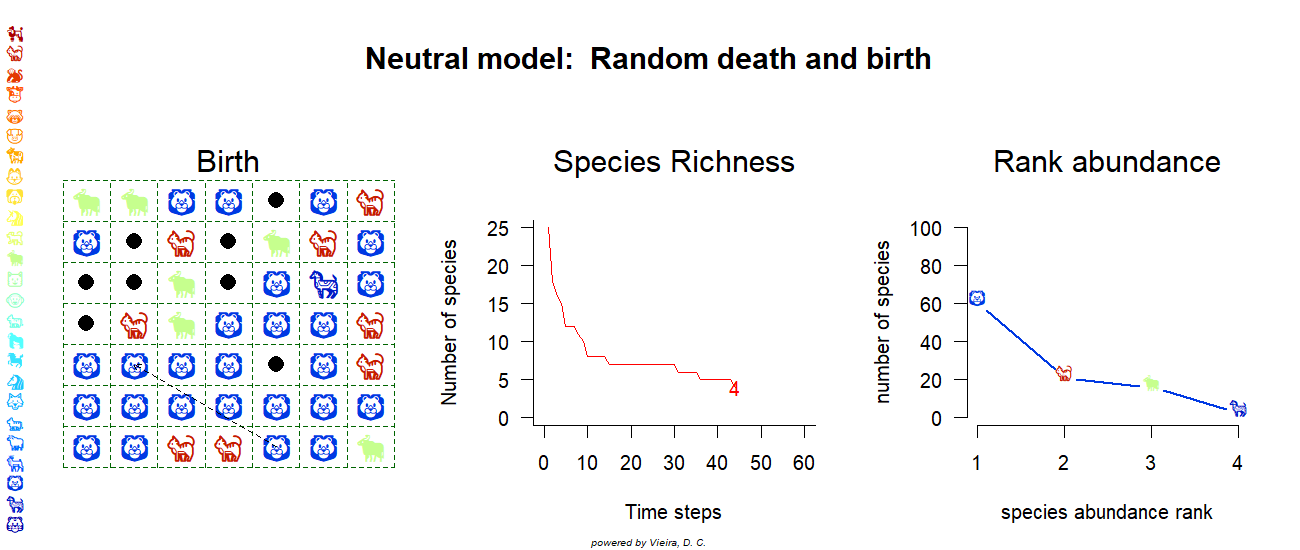 Neutral model:  Random death and birth
Birth
Species Richness
Rank abundance
Number of species
25
20
15
10
5
0
4
0 10 20 30 40 50 60
Time steps
number of species
100
80
60
40
20
0
1 2 3 4
species abundance rank
powered by Vieira, D. C.